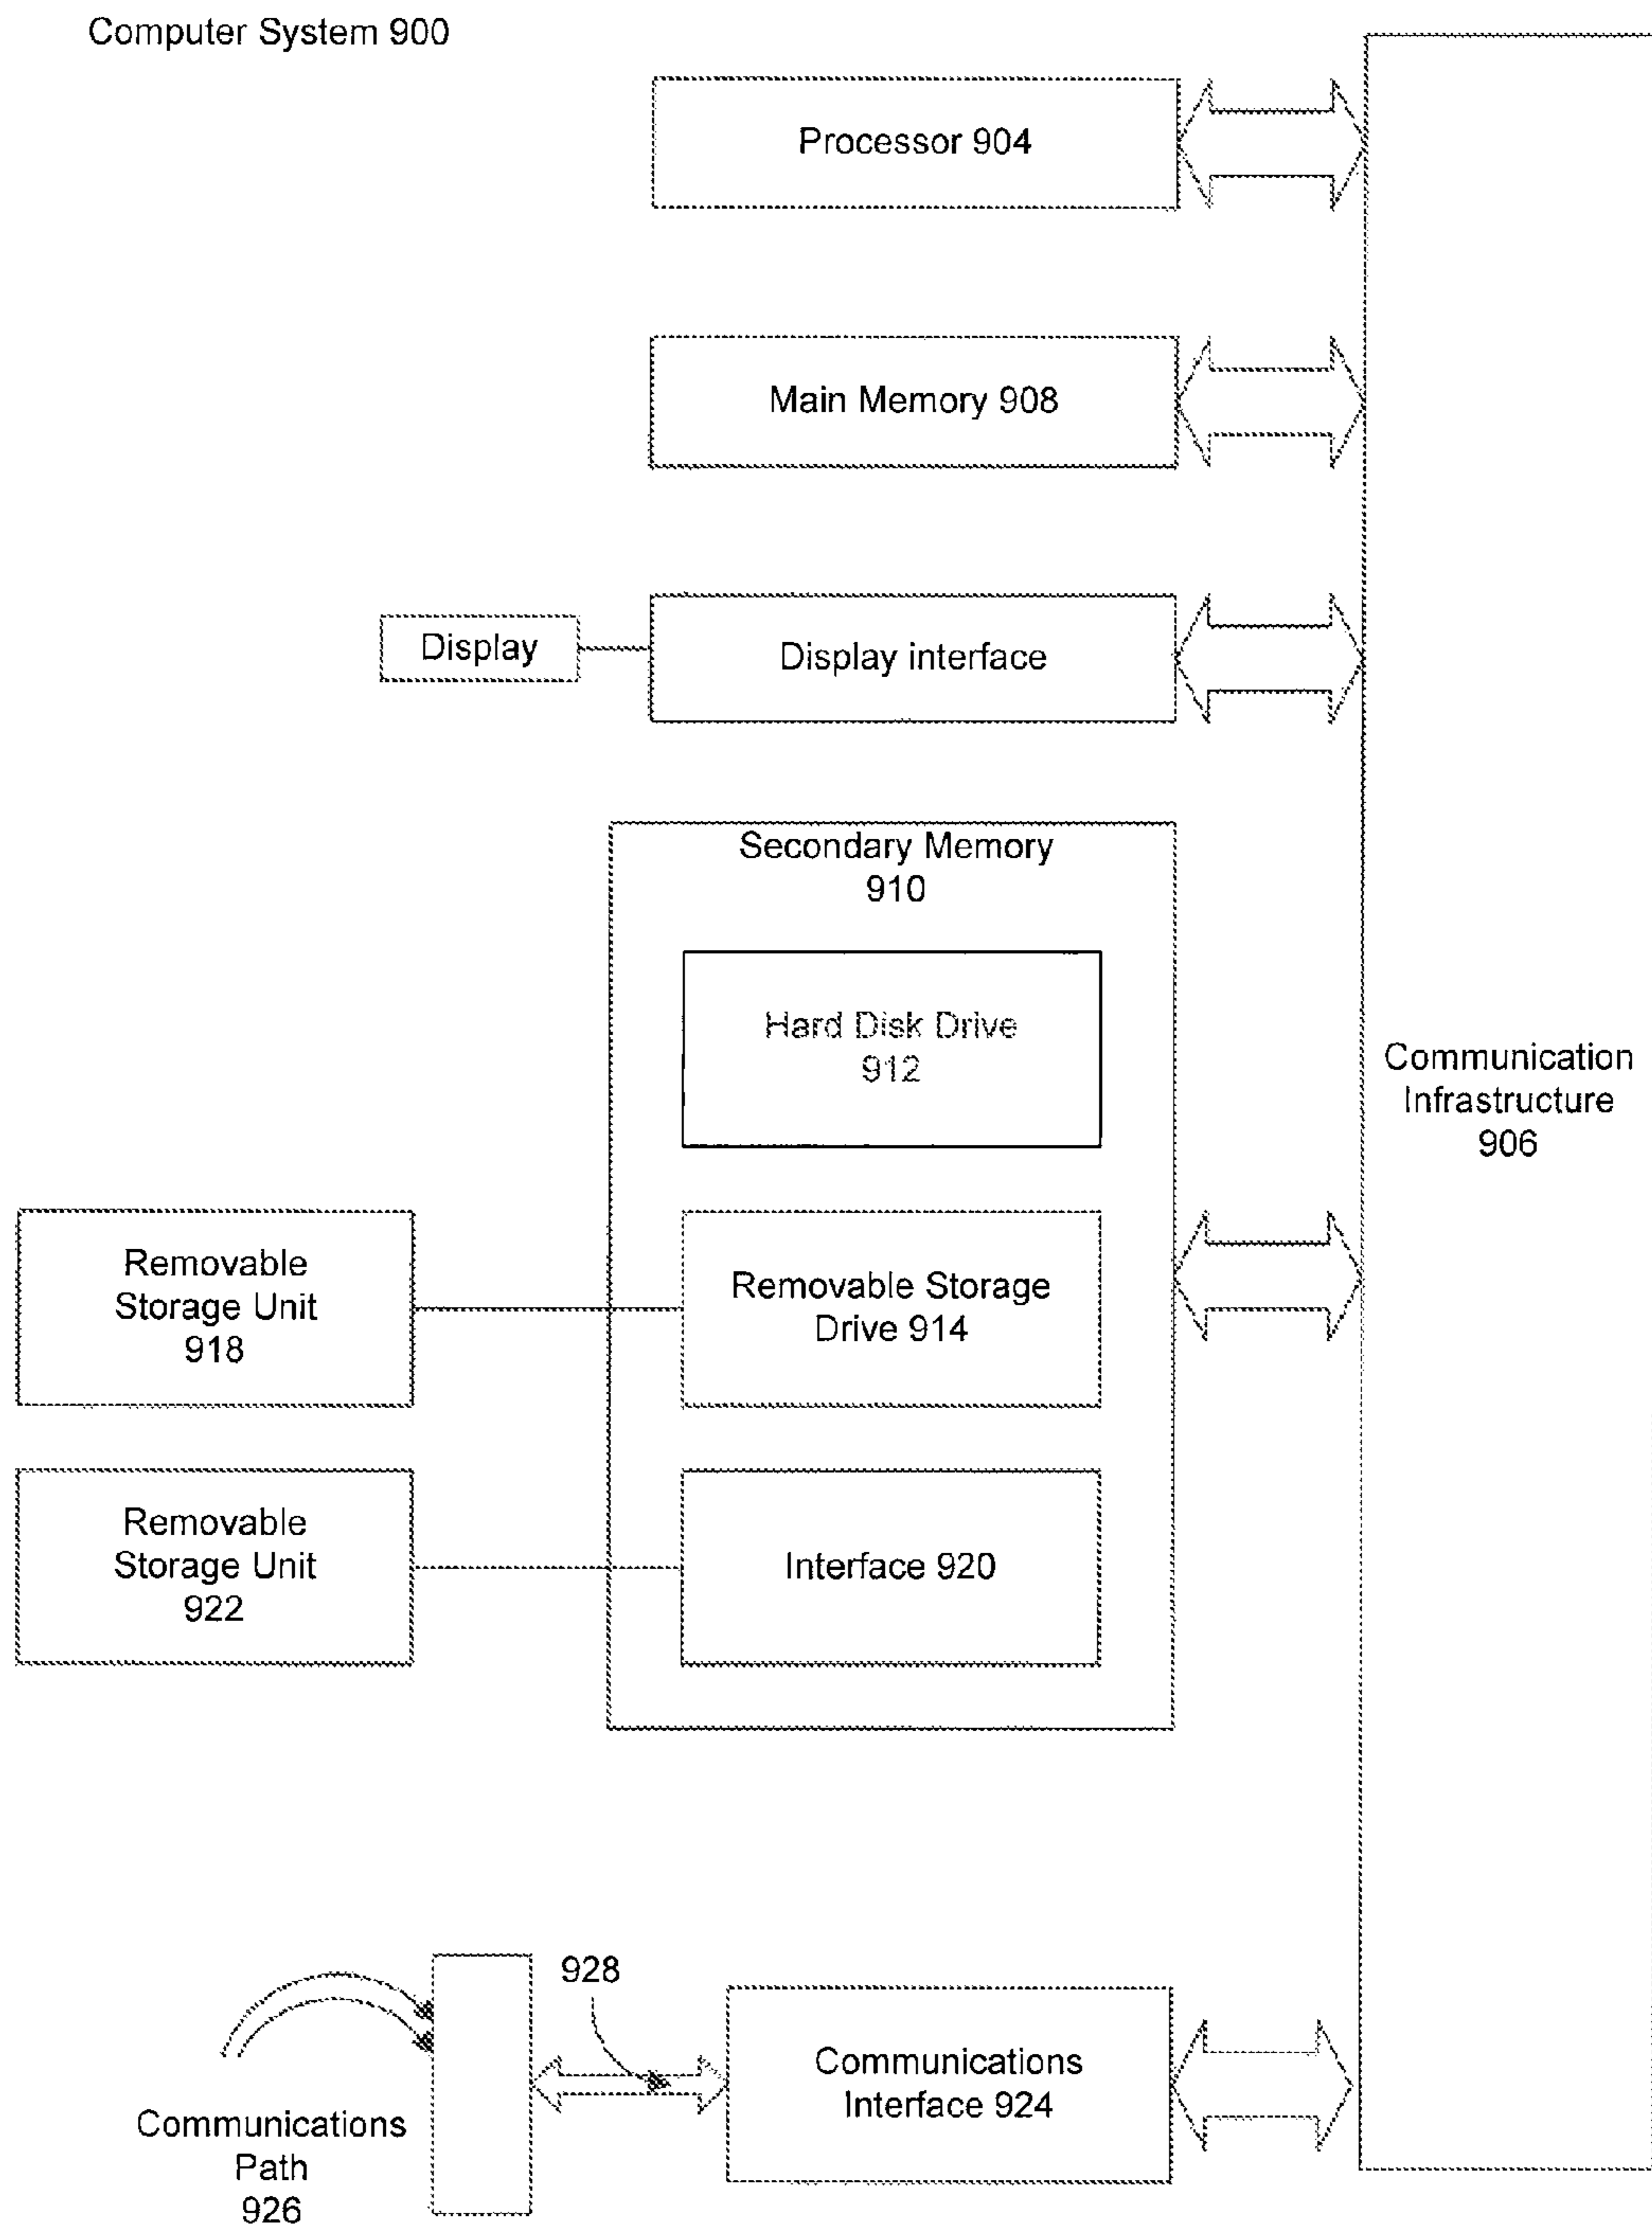 Computer System 900
Processor 904
Main Memory 908
Display
Display interface
Secondary Memory
910
Hard Disk Drive
912
Communication
Infrastructure
906
Removable
Storage Unit
918
Removable Storage
Drive 914
Removable
Storage Unit
922
Interface 920
928
Communications
Interface 924
Communications
Path
926